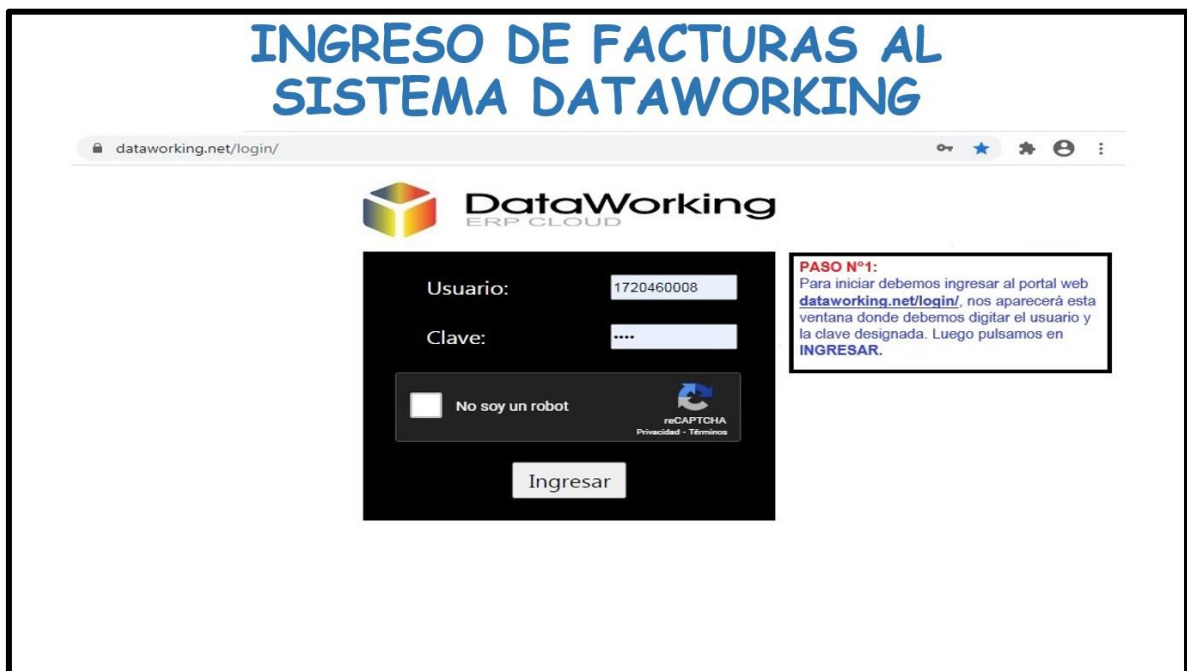 INGRESO DE FACTURAS AL
SISTEMA DATAWORKING
dataworking.net/login/
DataWorking
ERP CLOUD
Usuario: 1720460008
Clave: ····
No soy un robot
reCAPTCHA
Privacidad - Términos
Ingresar
PASO Nº1:
Para iniciar debemos ingresar al portal web
dataworking.net/login/, nos aparecerá esta
ventana donde debemos digitar el usuario y
la clave designada. Luego pulsamos en
INGRESAR.